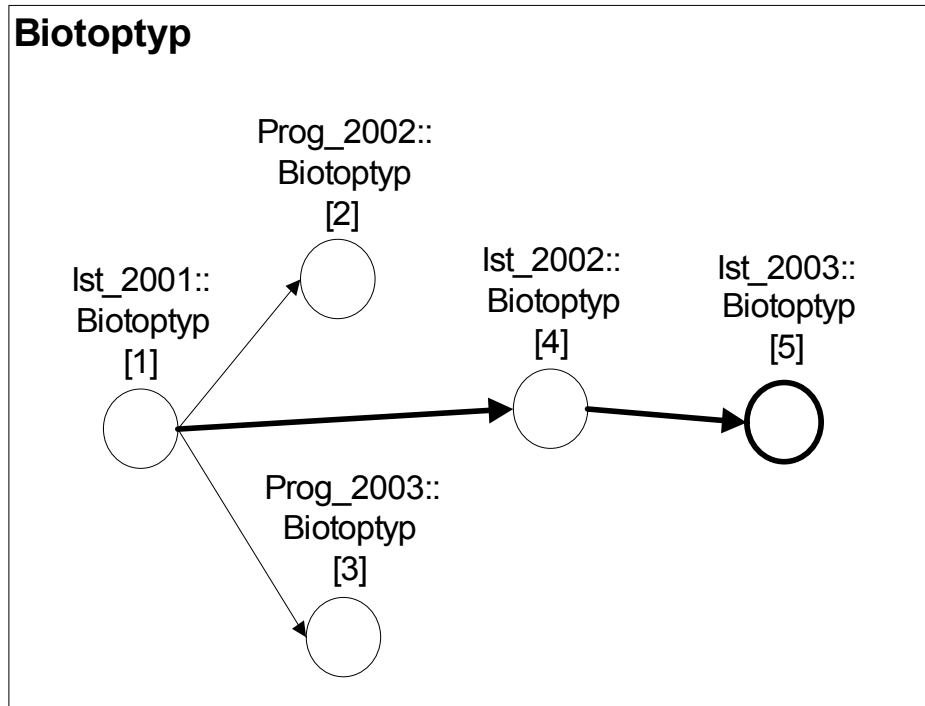 Biotoptyp
Prog_2002::
Biotoptyp
[2]
Ist_2001::
Biotoptyp
[1]
Ist_2002::
Biotoptyp
[4]
Ist_2003::
Biotoptyp
[5]
Prog_2003::
Biotoptyp
[3]